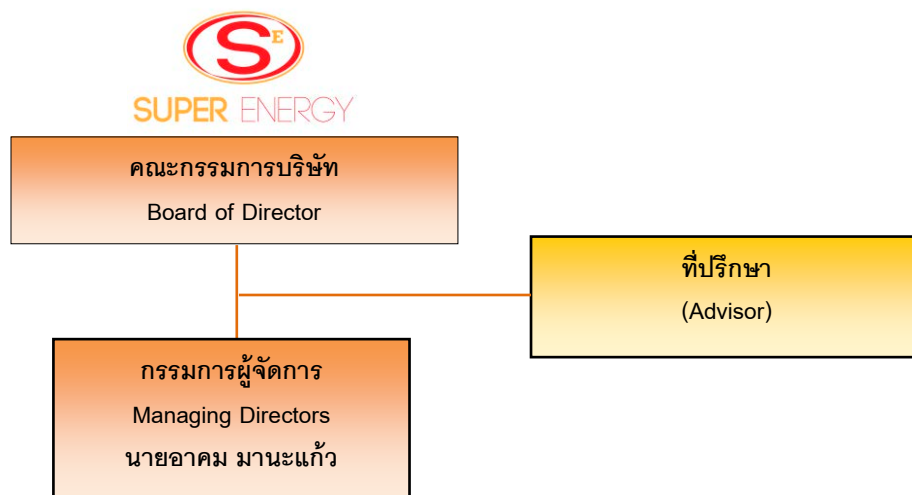 SE
SUPER ENERGY
คณะกรรมการบริษัท
Board of Director
ที่ปรึกษา
(Advisor)
กรรมการผู้จัดการ
Managing Directors
นายอาคม มานะแก้ว